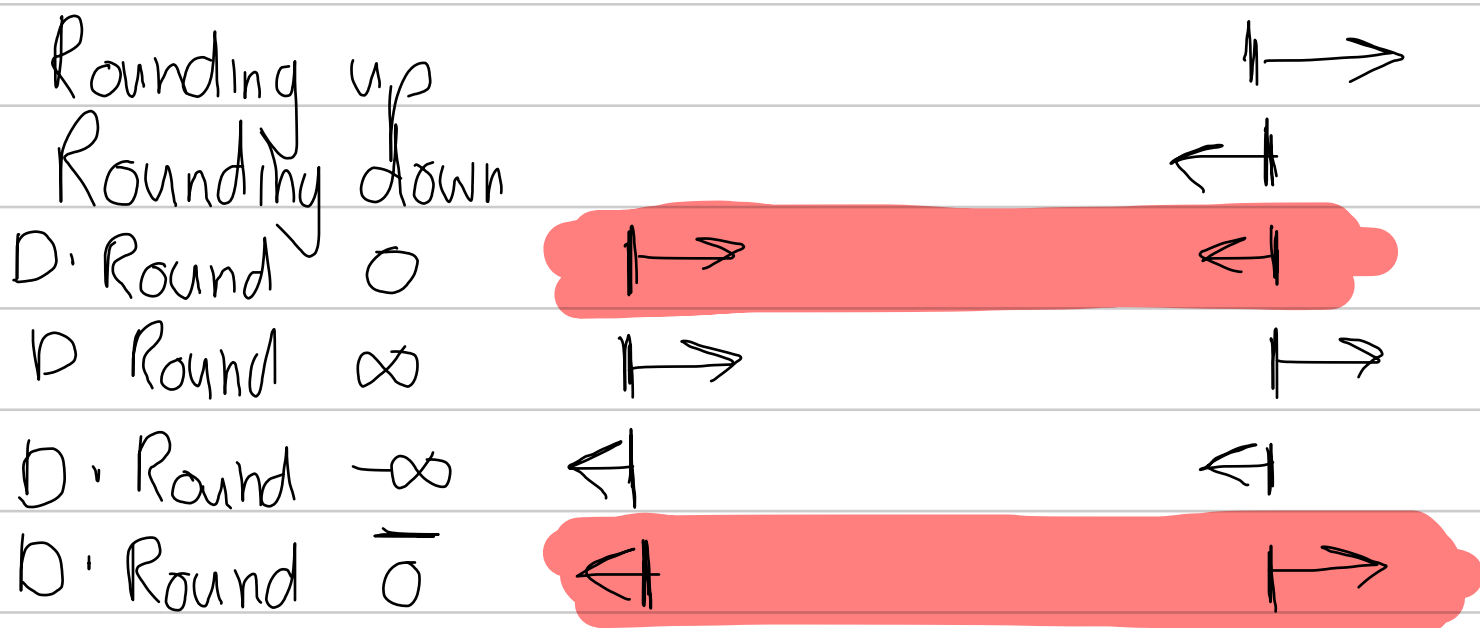 Rounding up
Rounding down
D. Round 0
D Round ∞
D. Round -∞
D. Round 0̅